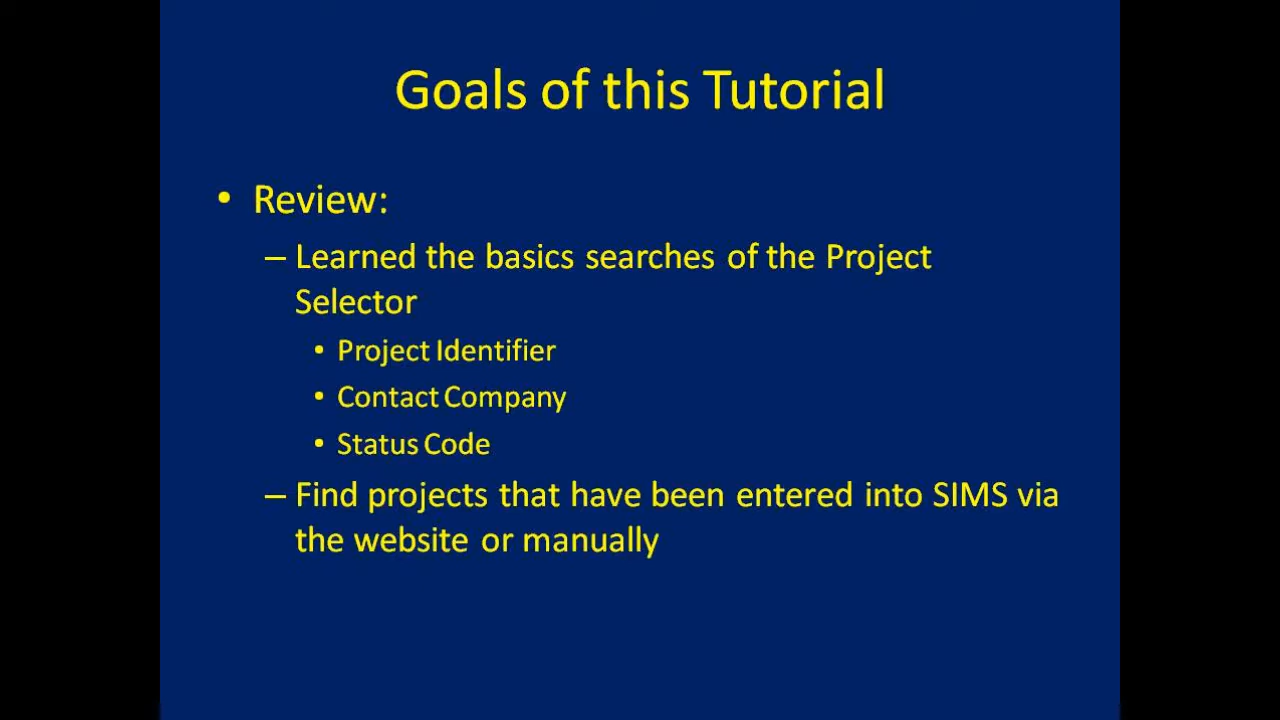 Goals of this Tutorial
• Review:
– Learned the basics searches of the Project
Selector
• Project Identifier
• Contact Company
• Status Code
– Find projects that have been entered into SIMS via
the website or manually